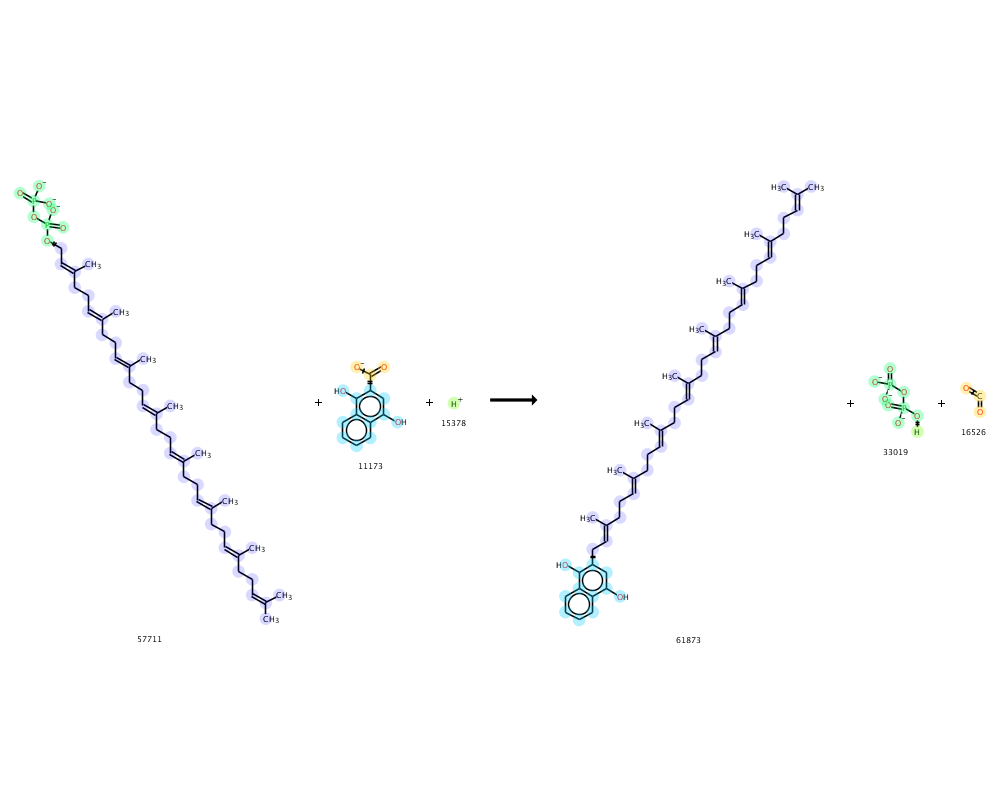 O O⁻ P O⁻ O O⁻ P O O
CH₃
CH₃
CH₃
CH₃
CH₃
CH₃
CH₃
CH₃
CH₃
57711
+
O⁻ C O
HO
OH
11173
+
H⁺
15378
H₃C CH₃
H₃C
H₃C
H₃C
H₃C
H₃C
H₃C
H₃C
HO
OH
61873
+
O
O⁻ P O
O⁻ O P O
O⁻ H
33019
+
O C
O
16526